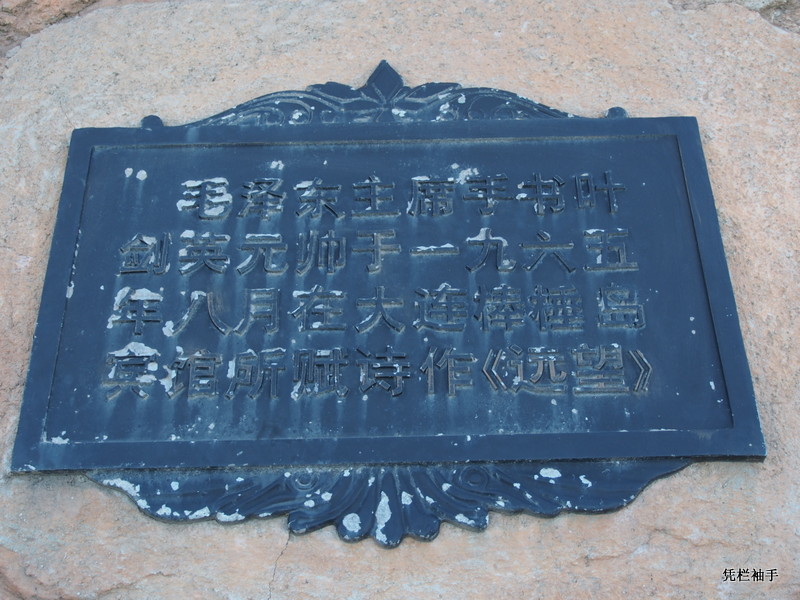 毛泽东主席手书叶
剑英元帅于一九六五
年八月在大连棒棰岛
宾馆所赋诗作《远望》
凭栏袖手